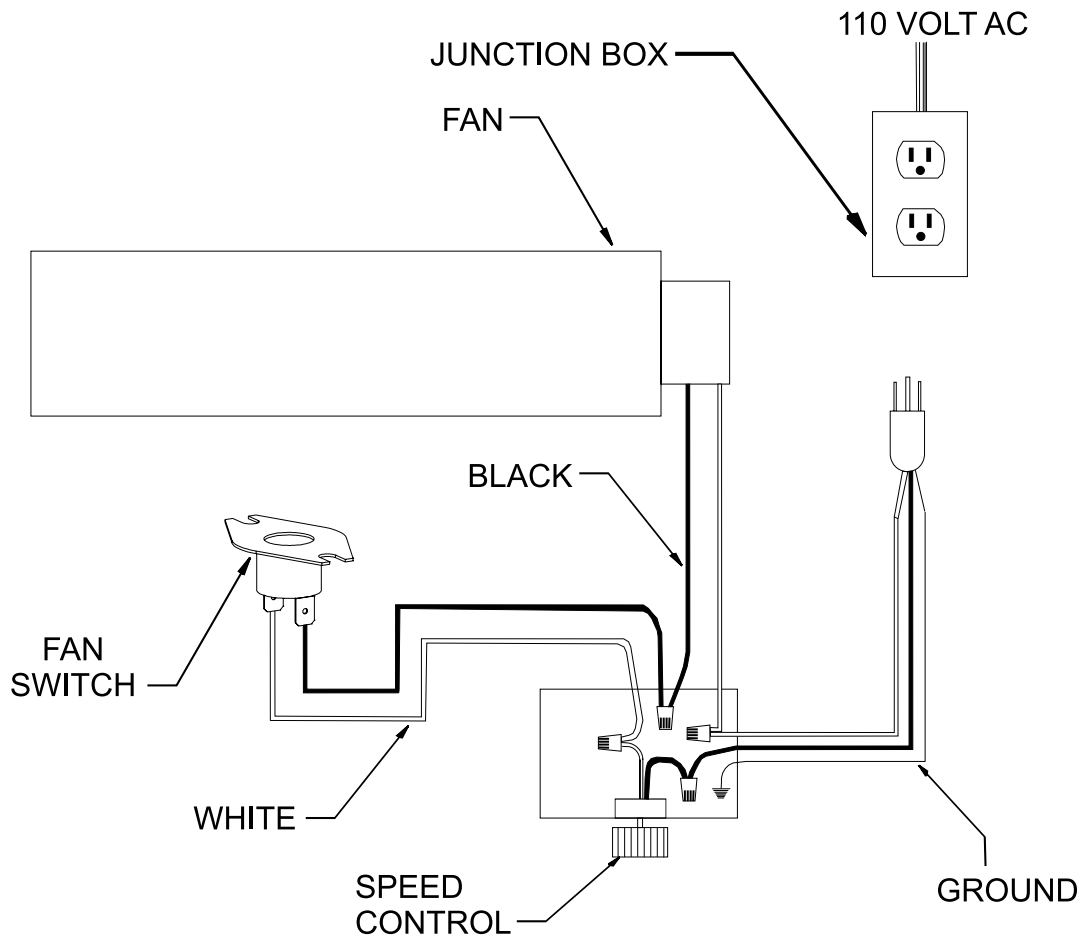 110 VOLT AC
JUNCTION BOX
FAN
BLACK
FAN
SWITCH
WHITE
SPEED
CONTROL
GROUND